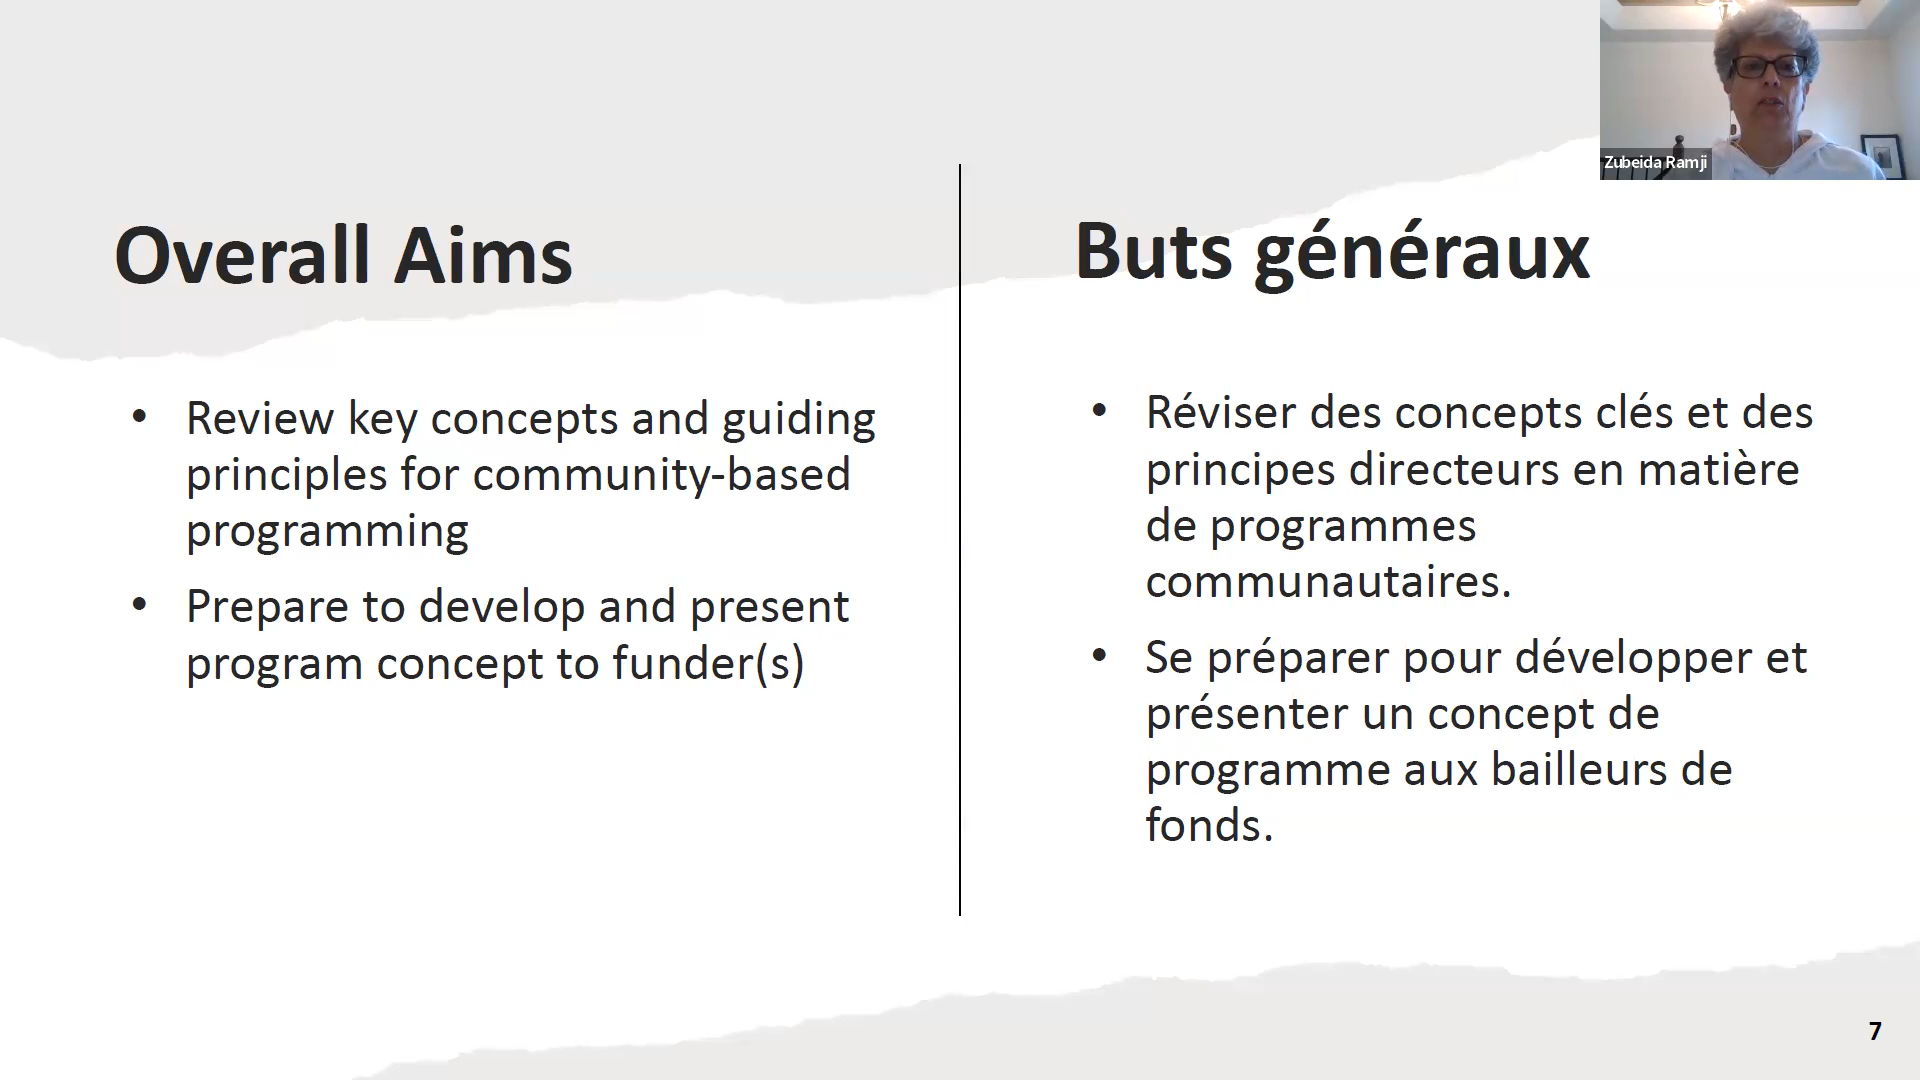 Zubeida Ramji
Overall Aims
• Review key concepts and guiding
principles for community-based
programming
• Prepare to develop and present
program concept to funder(s)
Buts généraux
• Réviser des concepts clés et des
principes directeurs en matière
de programmes
communautaires.
• Se préparer pour développer et
présenter un concept de
programme aux bailleurs de
fonds.
7